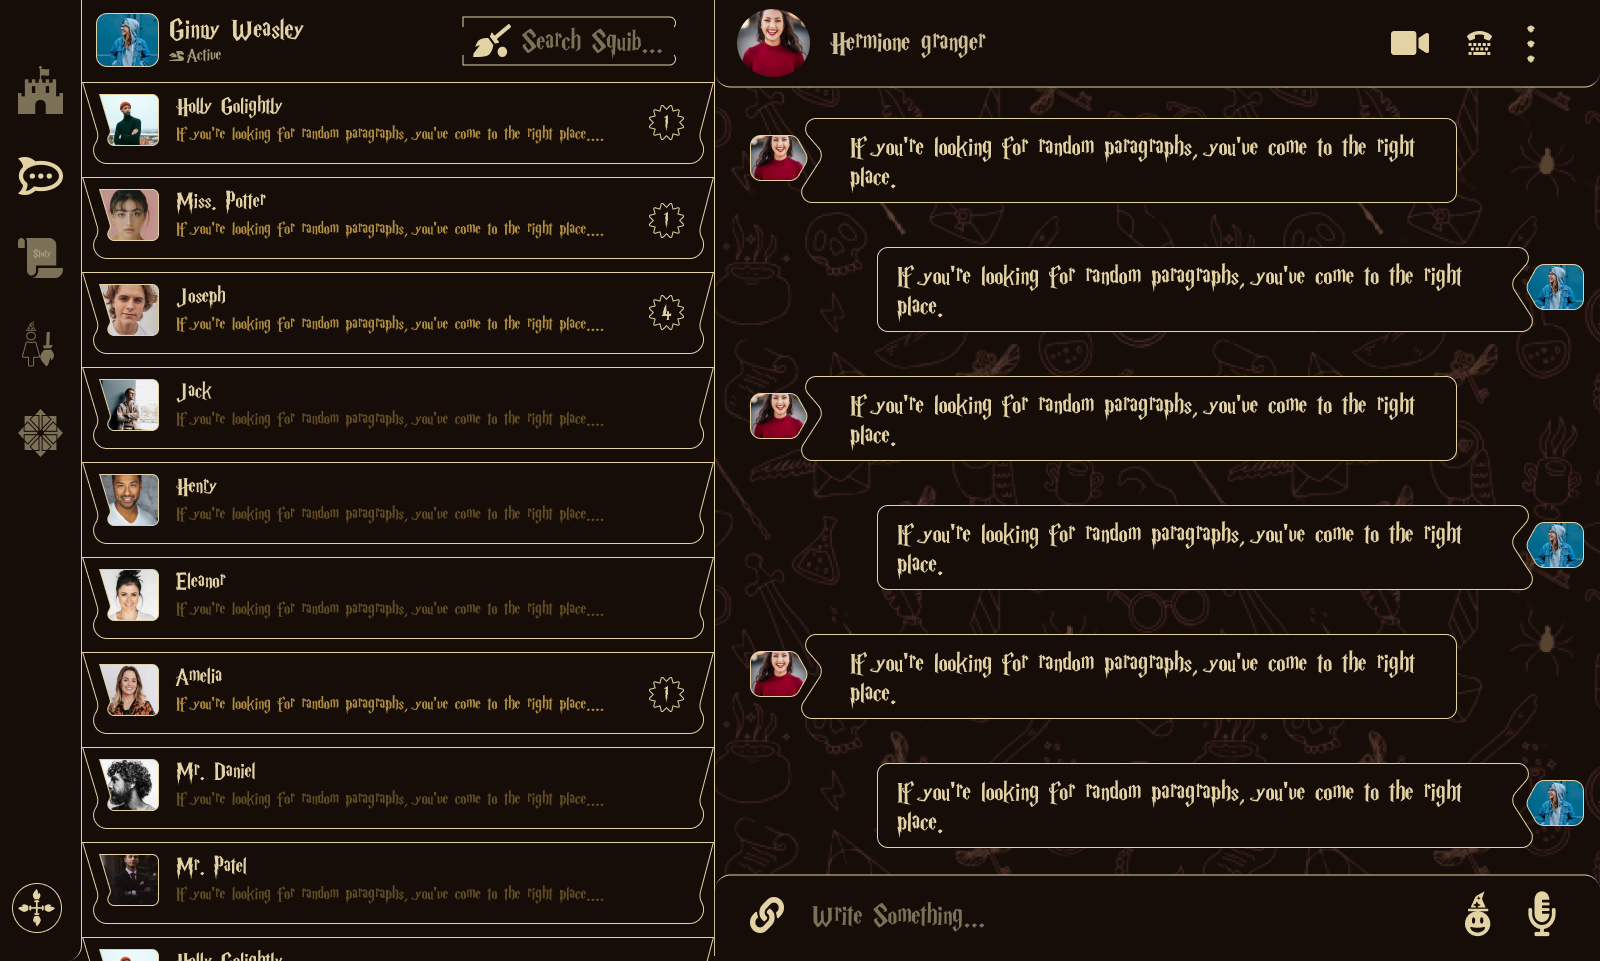 Ginny Weasley
Active
Search Squib...
Story
Holly Golightly
If you're looking for random paragraphs, you've come to the right place....
1
Miss. Potter
If you're looking for random paragraphs, you've come to the right place....
1
Joseph
If you're looking for random paragraphs, you've come to the right place....
4
Jack
If you're looking for random paragraphs, you've come to the right place....
Henry
If you're looking for random paragraphs, you've come to the right place....
Eleanor
If you're looking for random paragraphs, you've come to the right place....
Amelia
If you're looking for random paragraphs, you've come to the right place....
1
Mr. Daniel
If you're looking for random paragraphs, you've come to the right place....
Mr. Patel
If you're looking for random paragraphs, you've come to the right place....
Holly Golightly
Hermione granger
If you're looking for random paragraphs, you've come to the right
place.
If you're looking for random paragraphs, you've come to the right
place.
If you're looking for random paragraphs, you've come to the right
place.
If you're looking for random paragraphs, you've come to the right
place.
If you're looking for random paragraphs, you've come to the right
place.
If you're looking for random paragraphs, you've come to the right
place.
Write Something...